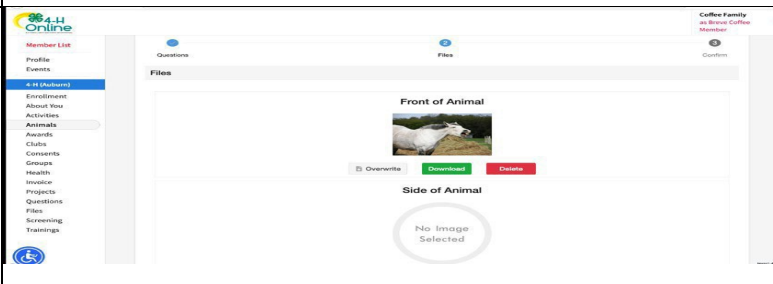 4-H
Online
Coffee Family
as Breve Coffee
Member
Member List
Profile
Events
4-H (Auburn)
Enrollment
About You
Activities
Animals
Awards
Clubs
Consents
Groups
Health
Invoice
Projects
Questions
Files
Screening
Trainings
2
3
Questions
Files
Confirm
Files
Front of Animal
Overwrite
Download
Delete
Side of Animal
No Image
Selected